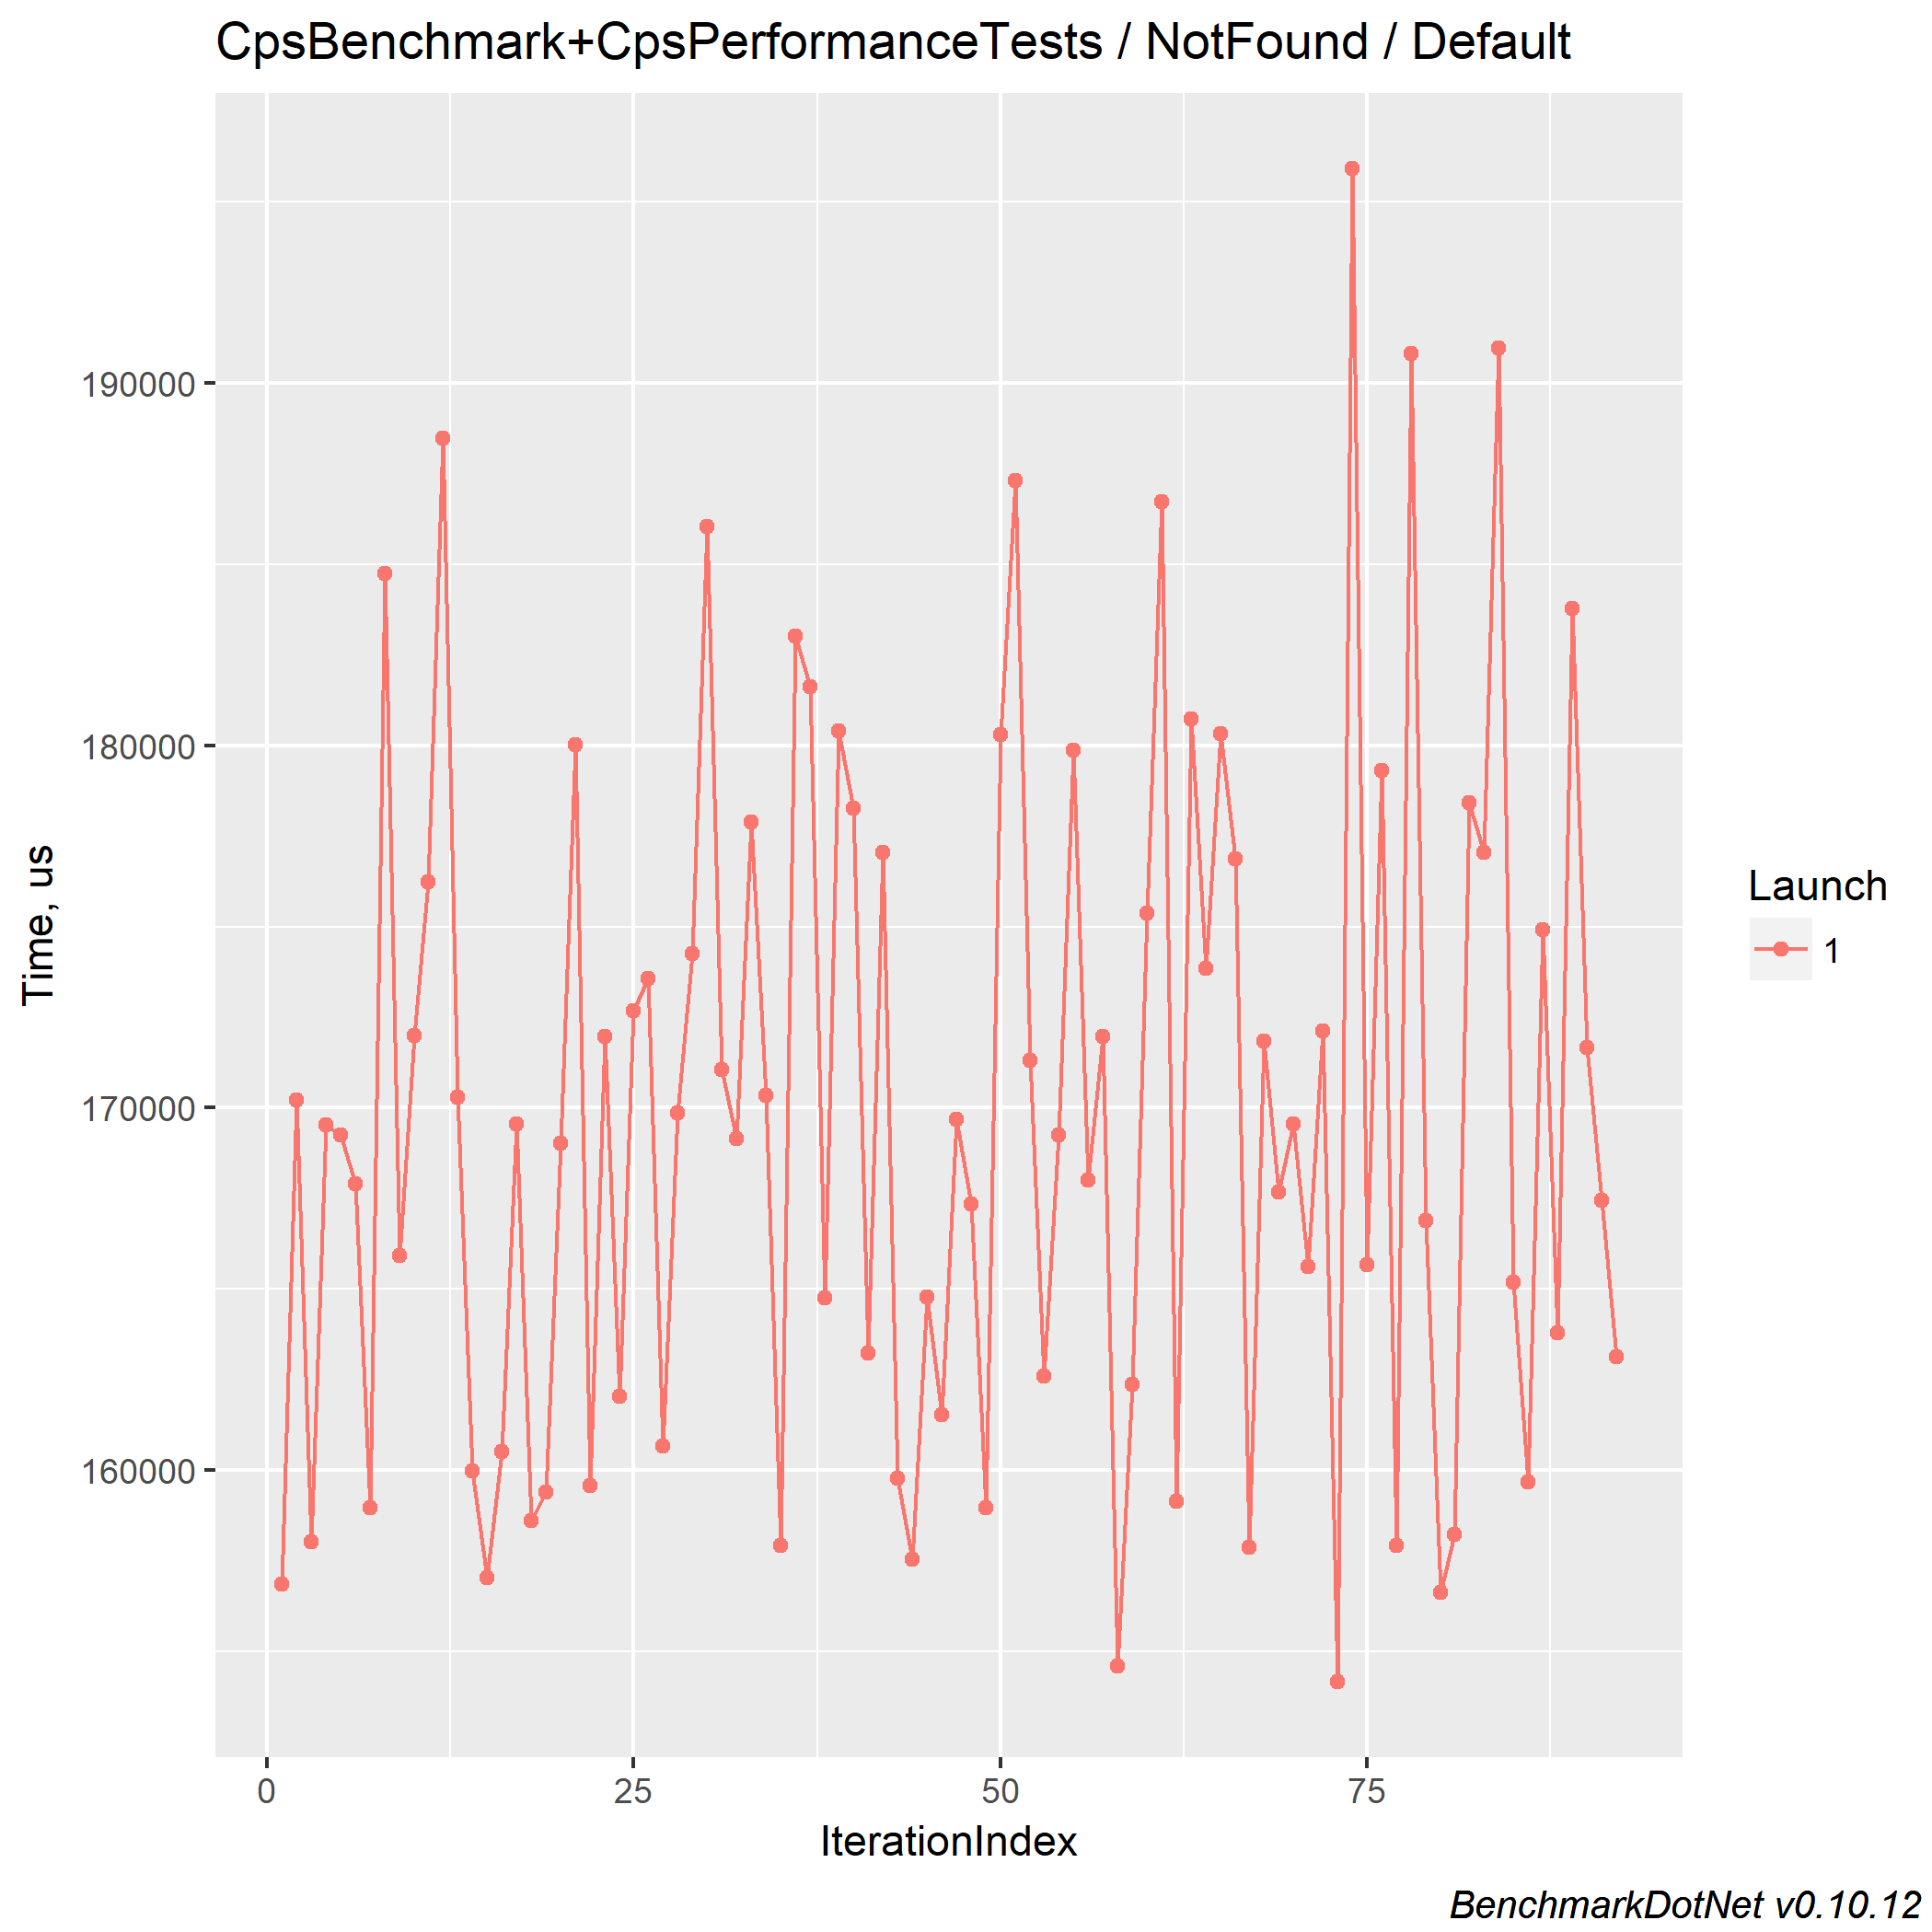 CpsBenchmark+CpsPerformanceTests / NotFound / Default
190000
180000
170000
160000
Time, us
0 25 50 75
IterationIndex
Launch
1
BenchmarkDotNet v0.10.12